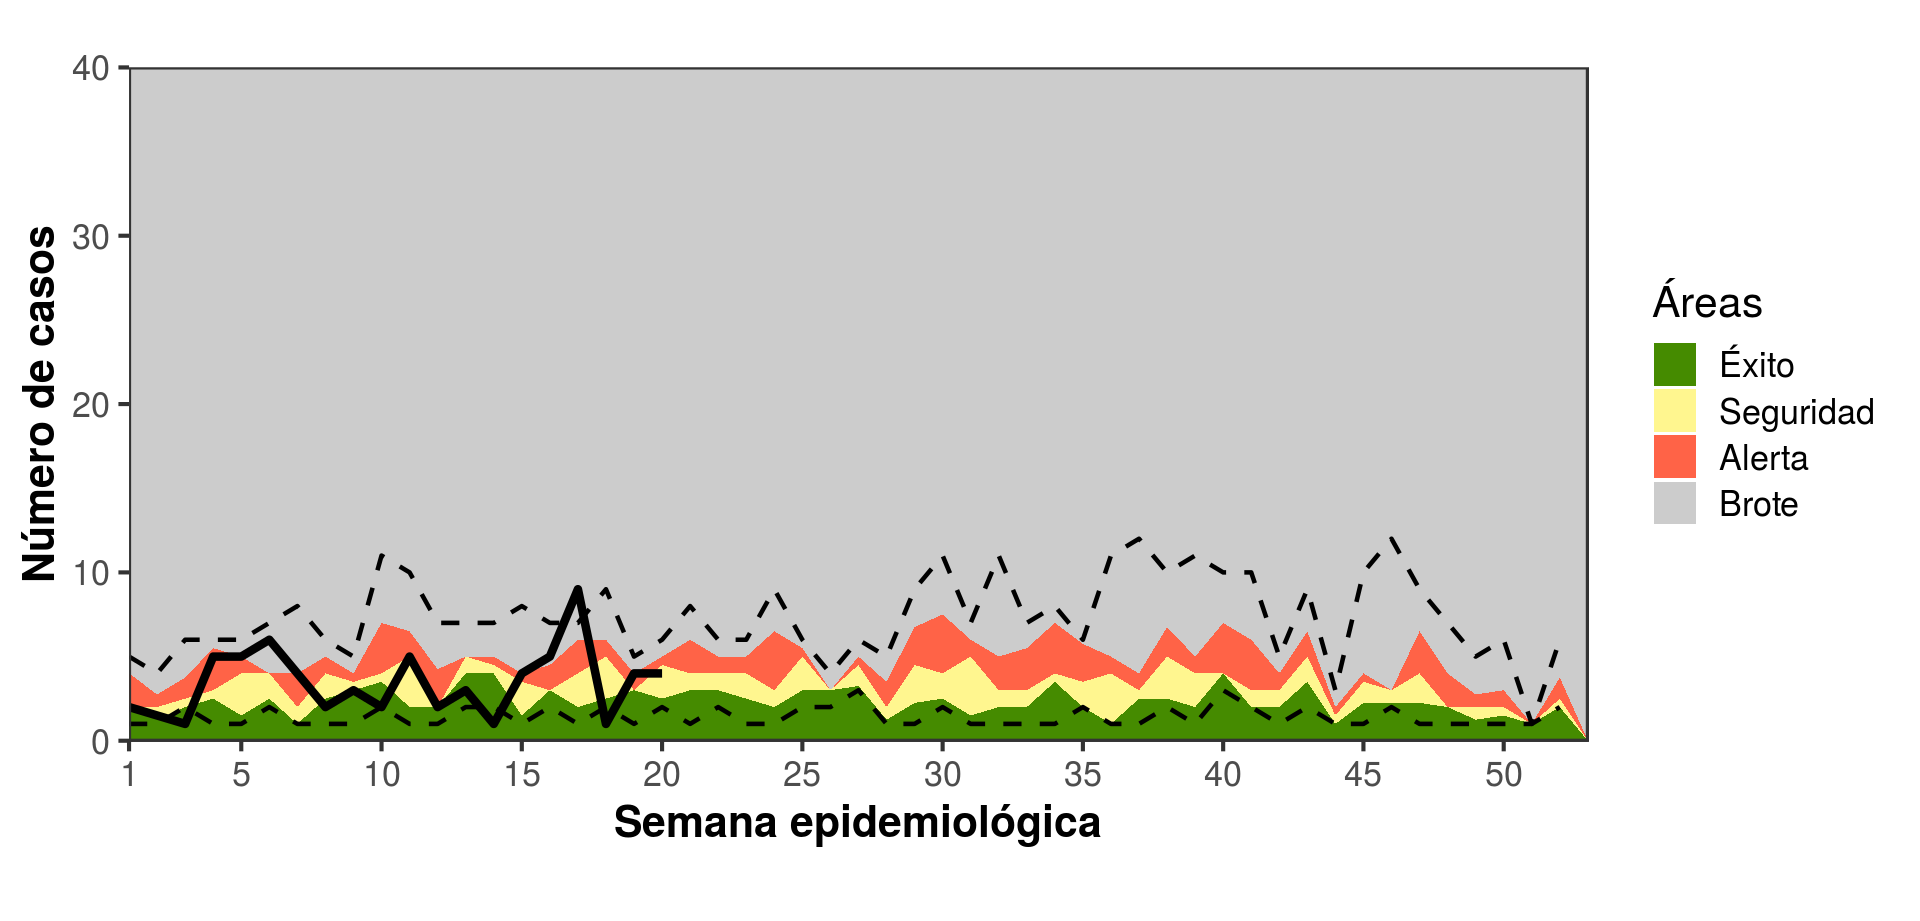 40
30
20
10
0
Número de casos
1 5 10 15 20 25 30 35 40 45 50
Semana epidemiológica
Áreas
Éxito
Seguridad
Alerta
Brote